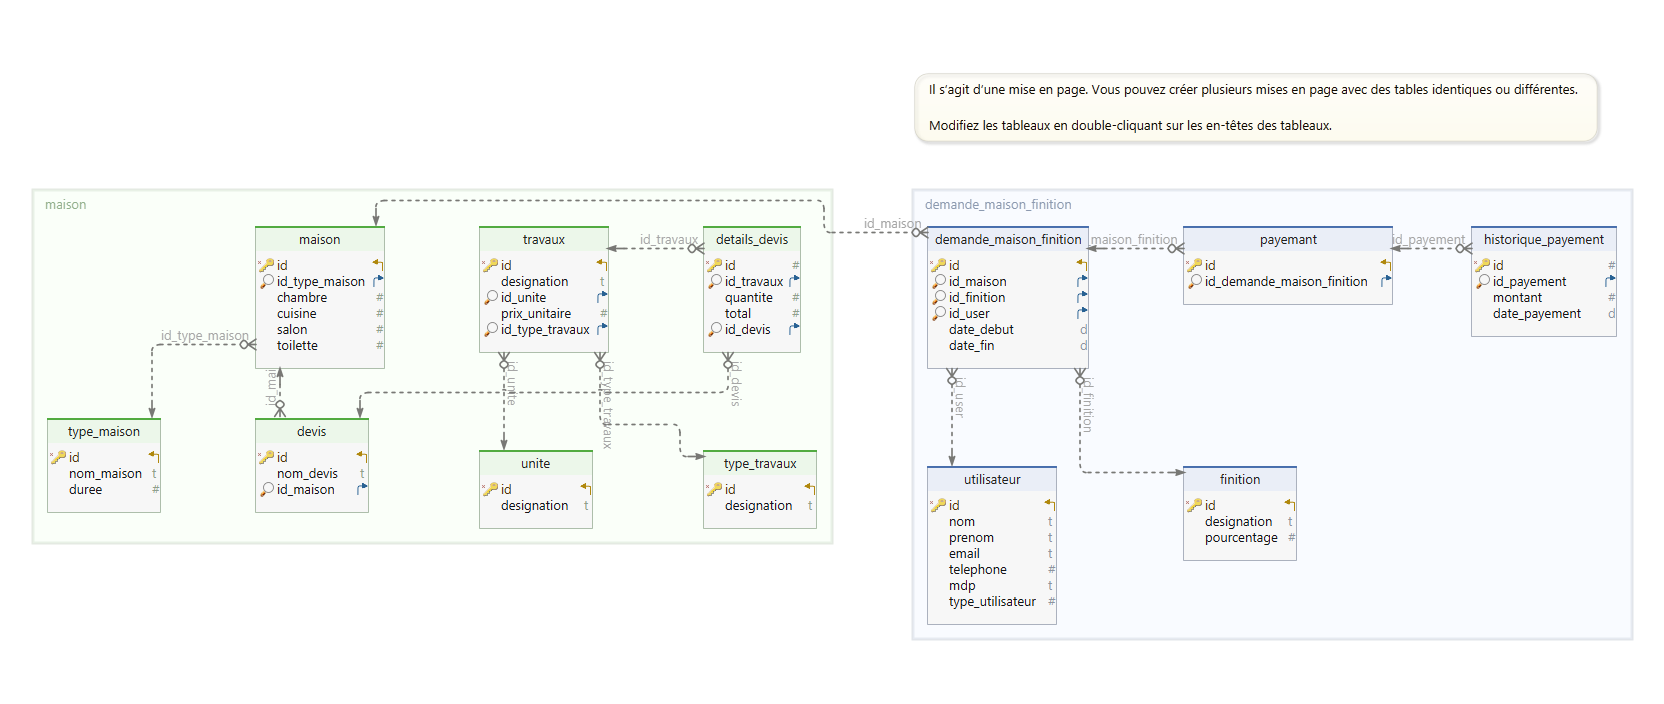 Il s'agit d'une mise en page. Vous pouvez créer plusieurs mises en page avec des tables identiques ou différentes.
Modifiez les tableaux en double-cliquant sur les en-têtes des tableaux.
maison
maison
id
id_type_maison
chambre #
cuisine #
salon #
toilette #
travaux
id
designation t
id_unite
prix_unitaire #
id_type_travaux
id_travaux
details_devis
id #
id_travaux
quantite #
total #
id_devis
id_type_maison
id_mai
id_unite
id_type_travaux
id_devis
type_maison
id
nom_maison t
duree #
devis
id
nom_devis t
id_maison
unite
id
designation t
type_travaux
id
designation t
id_maison
demande_maison_finition
demande_maison_finition
id
id_maison
id_finition
id_user
date_debut d
date_fin d
maison_finition
payemant
id
id_demande_maison_finition
id_payement
historique_payement
id #
id_payement
montant #
date_payement d
id_user
id_finition
utilisateur
id
nom t
prenom t
email t
telephone #
mdp t
type_utilisateur #
finition
id
designation t
pourcentage #